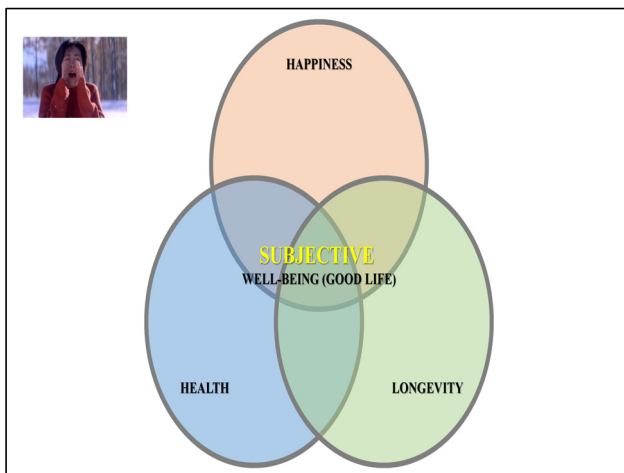 HAPPINESS
SUBJECTIVE
WELL-BEING (GOOD LIFE)
HEALTH
LONGEVITY